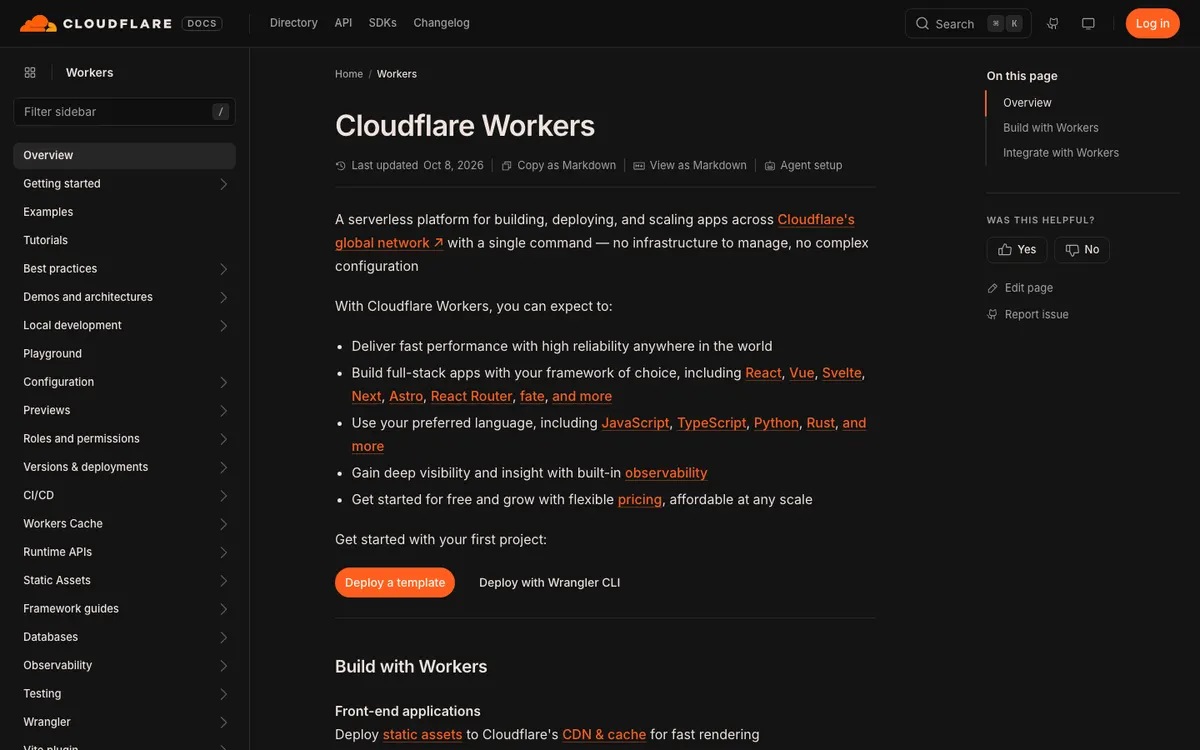 CLOUDFLARE DOCS
Directory
API
SDKs
Changelog
Search ⌘ K
Log in
Workers
Filter sidebar /
Overview
Getting started
Examples
Tutorials
Best practices
Demos and architectures
Local development
Playground
Configuration
Previews
Roles and permissions
Versions & deployments
CI/CD
Workers Cache
Runtime APIs
Static Assets
Framework guides
Databases
Observability
Testing
Wrangler
Vite plugin
Home / Workers
Cloudflare Workers
Last updated Oct 8, 2026 | Copy as Markdown | View as Markdown | Agent setup
A serverless platform for building, deploying, and scaling apps across Cloudflare's
global network ↗ with a single command — no infrastructure to manage, no complex
configuration
With Cloudflare Workers, you can expect to:
• Deliver fast performance with high reliability anywhere in the world
• Build full-stack apps with your framework of choice, including React, Vue, Svelte,
Next, Astro, React Router, fate, and more
• Use your preferred language, including JavaScript, TypeScript, Python, Rust, and
more
• Gain deep visibility and insight with built-in observability
• Get started for free and grow with flexible pricing, affordable at any scale
Get started with your first project:
Deploy a template
Deploy with Wrangler CLI
Build with Workers
Front-end applications
Deploy static assets to Cloudflare's CDN & cache for fast rendering
On this page
Overview
Build with Workers
Integrate with Workers
WAS THIS HELPFUL?
Yes
No
Edit page
Report issue